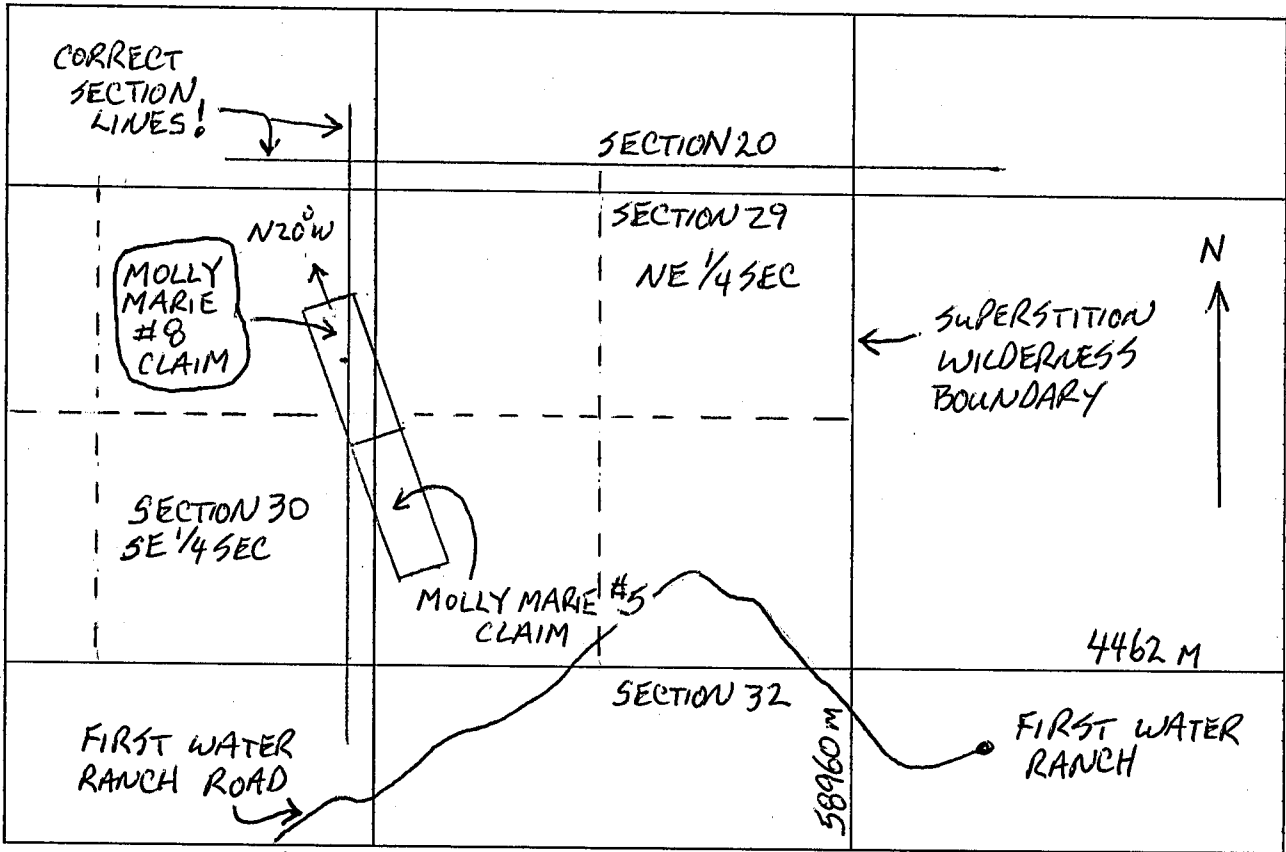 CORRECT
SECTION
LINES!
SECTION 20
N20°W
SECTION 29
NE 1/4 SEC
MOLLY
MARIE
#8
CLAIM
N
SUPERSTITION
WILDERNESS
BOUNDARY
SECTION 30
SE 1/4 SEC
MOLLY MARIE #5
CLAIM
4462 M
SECTION 32
58960 m
FIRST WATER
RANCH ROAD
FIRST WATER
RANCH